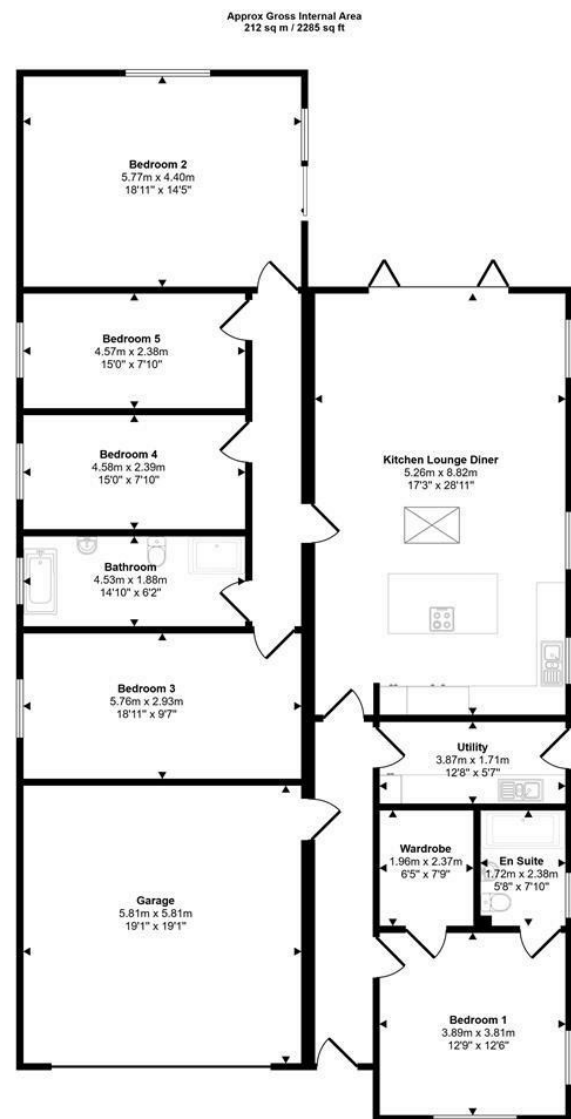 Approx Gross Internal Area
212 sq m / 2285 sq ft
Bedroom 2
5.77m x 4.40m
18'11" x 14'5"
Bedroom 5
4.57m x 2.38m
15'0" x 7'10"
Bedroom 4
4.58m x 2.39m
15'0" x 7'10"
Kitchen Lounge Diner
5.26m x 8.82m
17'3" x 28'11"
Bathroom
4.53m x 1.88m
14'10" x 6'2"
Bedroom 3
5.76m x 2.93m
18'11" x 9'7"
Utility
3.87m x 1.71m
12'8" x 5'7"
Wardrobe
1.96m x 2.37m
6'5" x 7'9"
En Suite
1.72m x 2.38m
5'8" x 7'10"
Garage
5.81m x 5.81m
19'1" x 19'1"
Bedroom 1
3.89m x 3.81m
12'9" x 12'6"